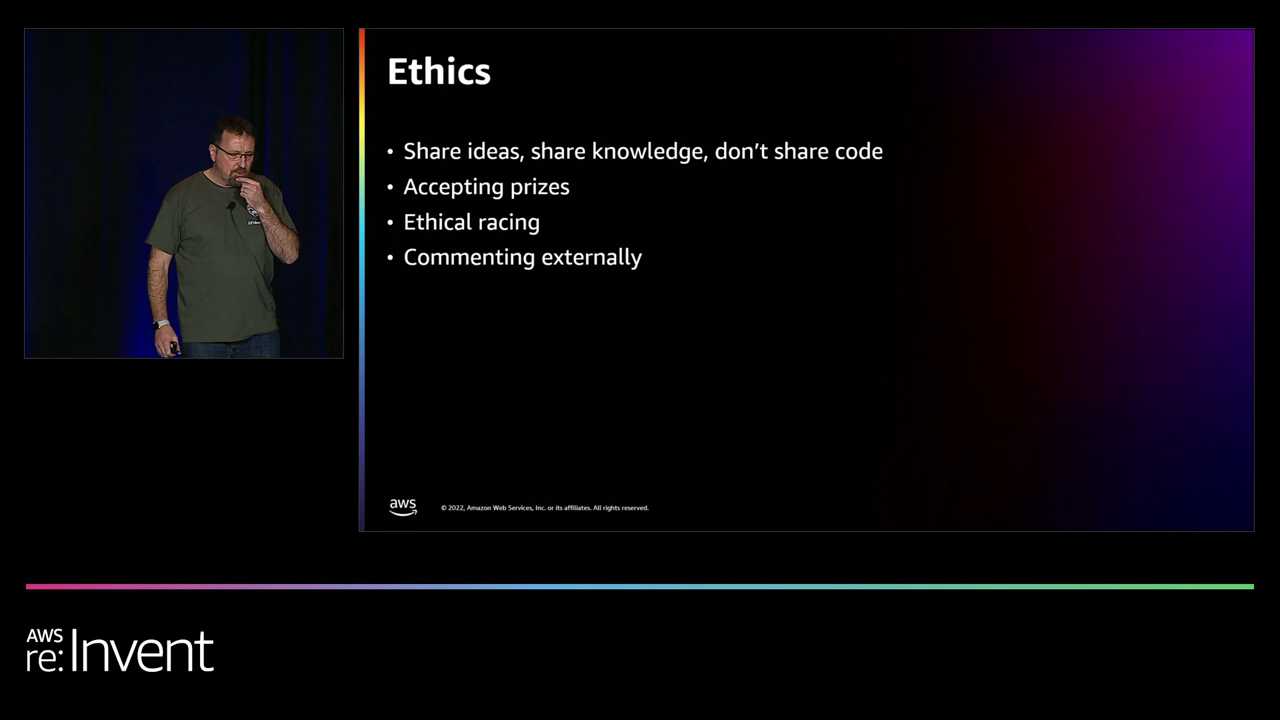 Ethics
• Share ideas, share knowledge, don’t share code
• Accepting prizes
• Ethical racing
• Commenting externally
aws
© 2022, Amazon Web Services, Inc. or its affiliates. All rights reserved.
AWS
re:Invent